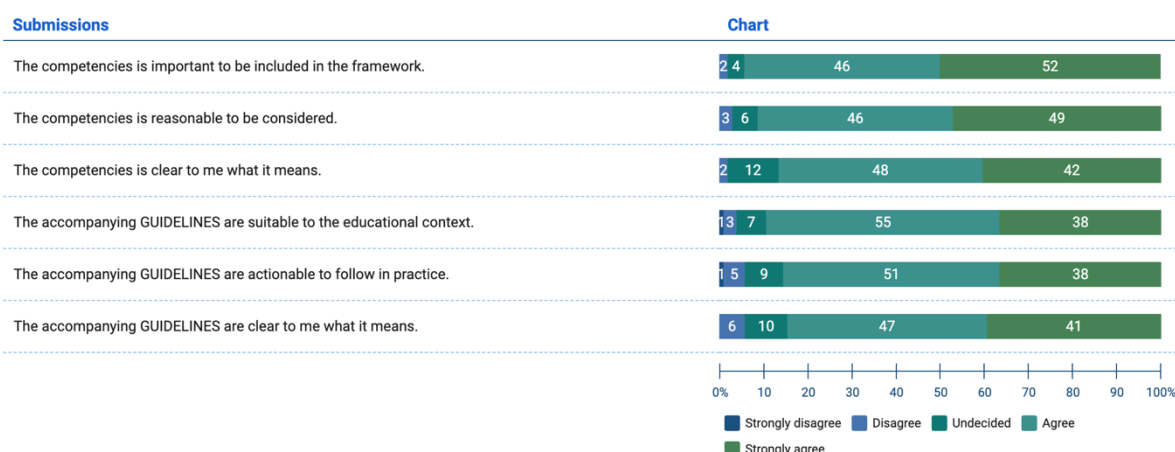 Submissions Chart
The competencies is important to be included in the framework. 2 4 46 52
The competencies is reasonable to be considered. 3 6 46 49
The competencies is clear to me what it means. 2 12 48 42
The accompanying GUIDELINES are suitable to the educational context. 1 3 7 55 38
The accompanying GUIDELINES are actionable to follow in practice. 1 5 9 51 38
The accompanying GUIDELINES are clear to me what it means. 6 10 47 41
0% 10 20 30 40 50 60 70 80 90 100%
Strongly disagree Disagree Undecided Agree
Strongly agree